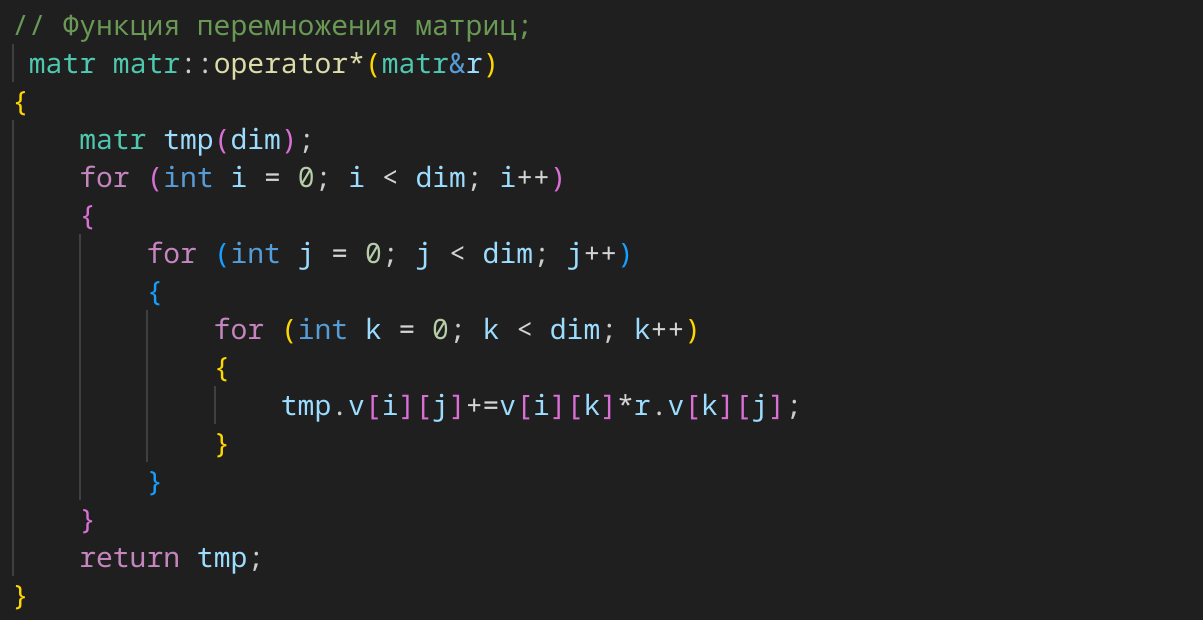 // Функция перемножения матриц;
matr matr::operator*(matr&r)
{
matr tmp(dim);
for (int i = 0; i < dim; i++)
{
for (int j = 0; j < dim; j++)
{
for (int k = 0; k < dim; k++)
{
tmp.v[i][j]+=v[i][k]*r.v[k][j];
}
}
}
return tmp;
}